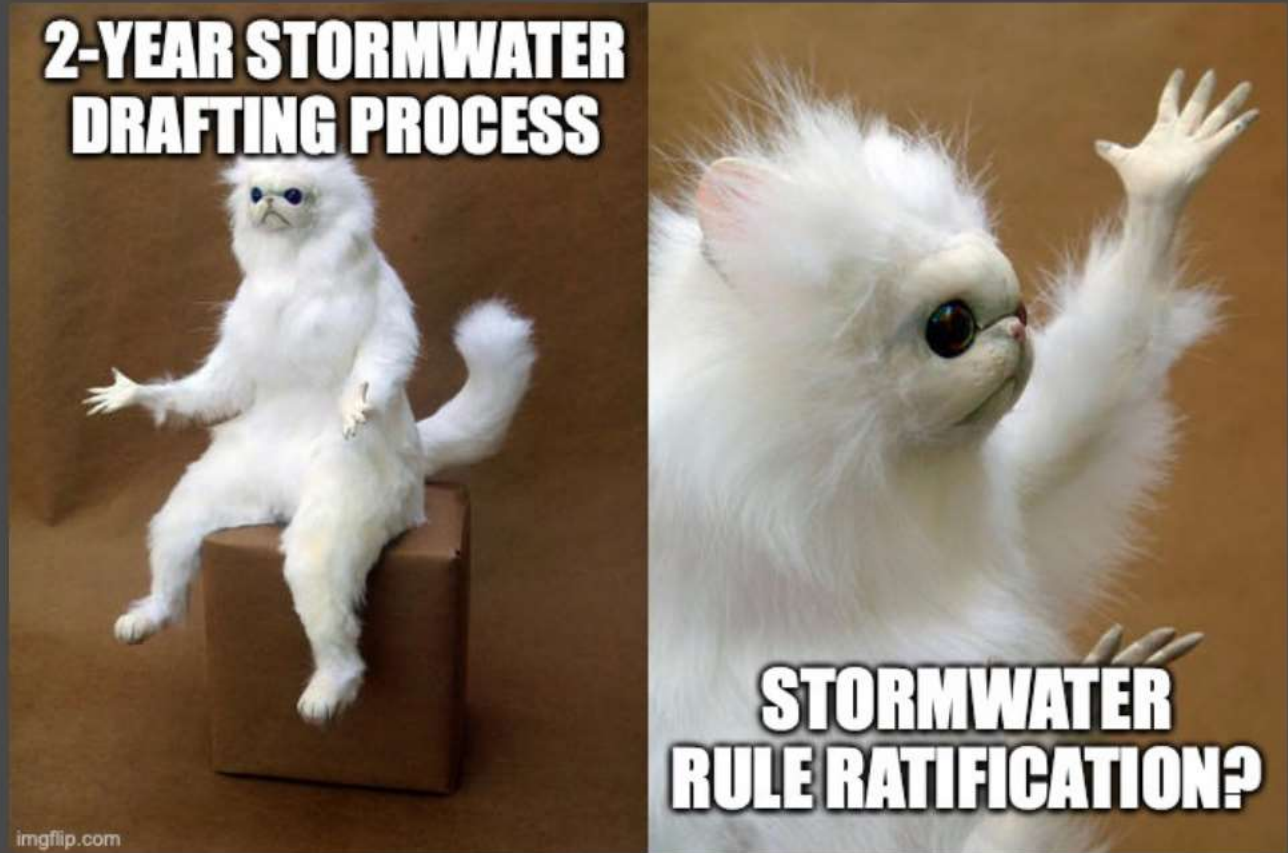 2-YEAR STORMWATER
DRAFTING PROCESS
STORMWATER
RULE RATIFICATION?
imgflip.com